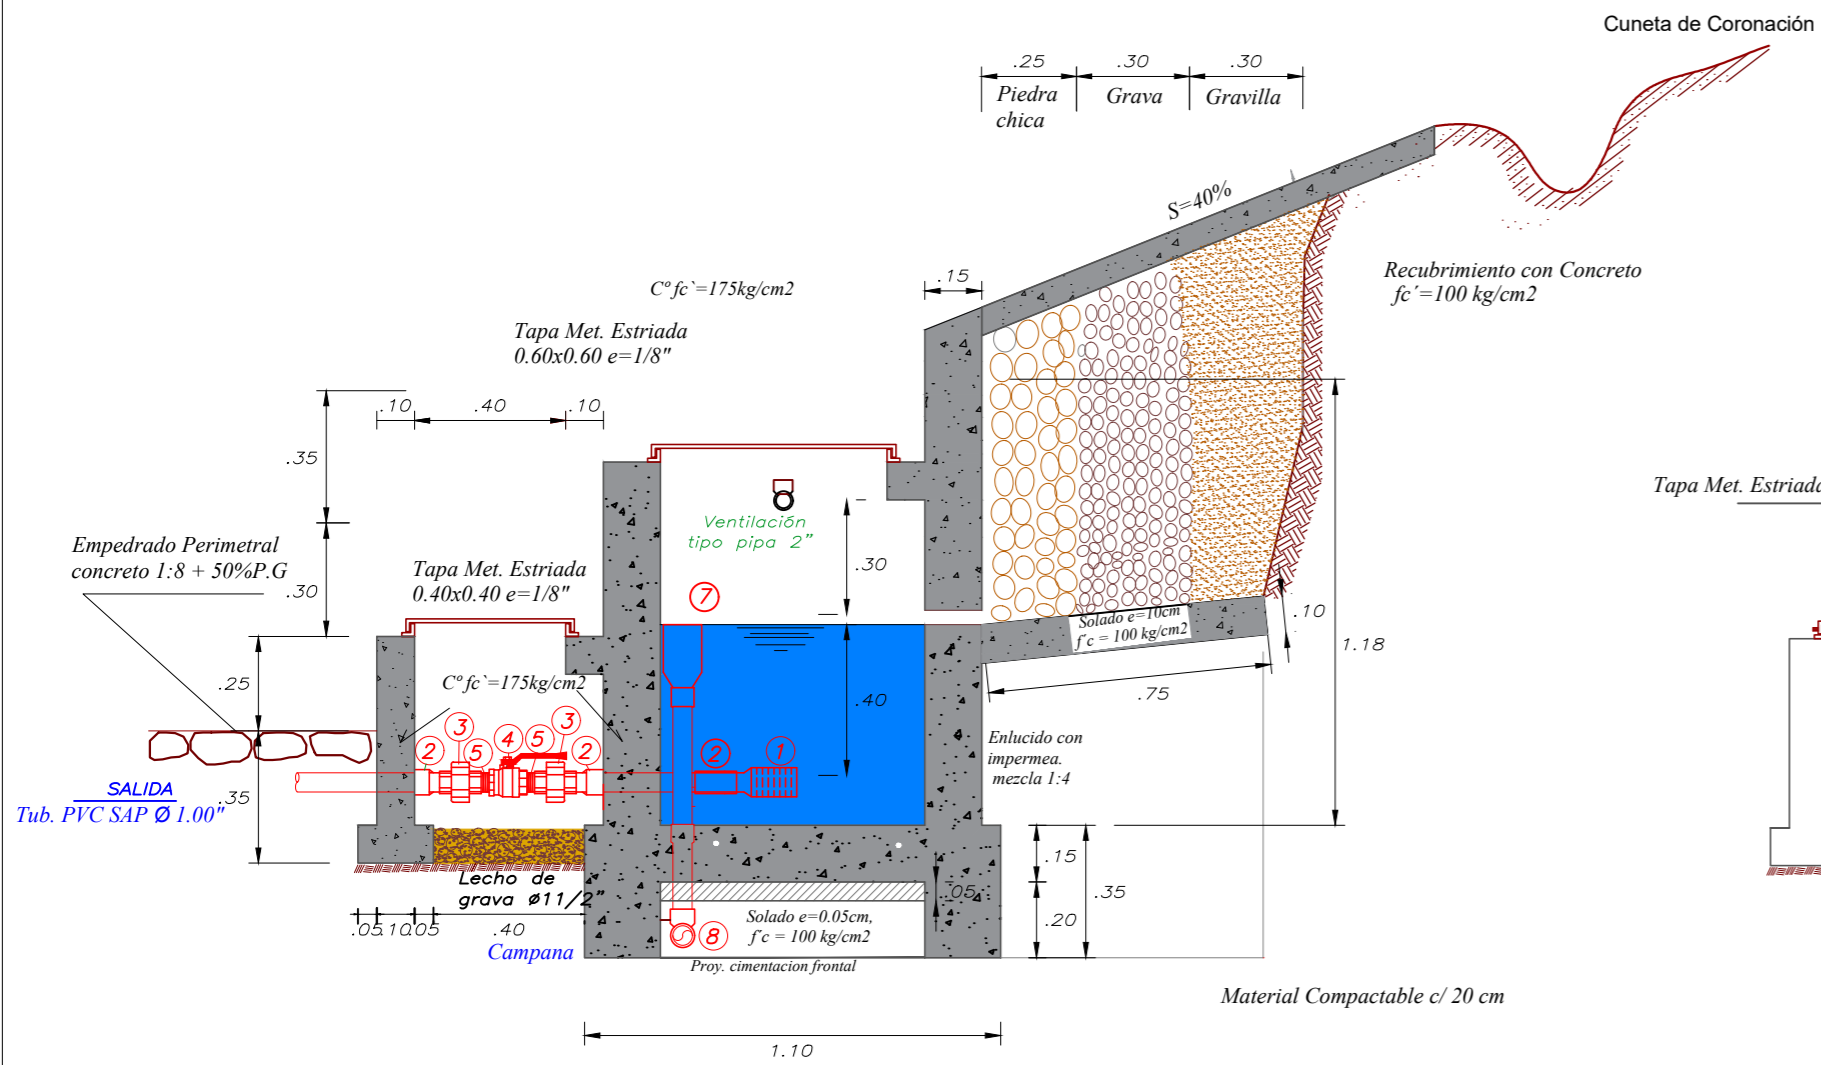 Cuneta de Coronación
.25
.30
.30
Piedra
chica
Grava
Gravilla
S=40%
C° fc`=175kg/cm2
.15
Recubrimiento con Concreto
fc´=100 kg/cm2
Tapa Met. Estriada
0.60x0.60 e=1/8"
.10
.40
.10
.35
Tapa Met. Estriada
Ventilación
tipo pipa 2"
.30
Empedrado Perimetral
concreto 1:8 + 50%P.G
.30
Tapa Met. Estriada
0.40x0.40 e=1/8"
7
Solado e=10cm
f´c = 100 kg/cm2
.10
1.18
.25
C° fc`=175kg/cm2
.40
.75
2
3
5
4
5
3
2
2
1
Enlucido con
impermea.
mezcla 1:4
SALIDA
Tub. PVC SAP Ø 1.00"
.35
Lecho de
grava ø11/2"
.15
.05
.35
.20
.05
.10
.05
.40
Campana
8
Solado e=0.05cm,
f´c = 100 kg/cm2
Proy. cimentacion frontal
Material Compactable c/ 20 cm
1.10